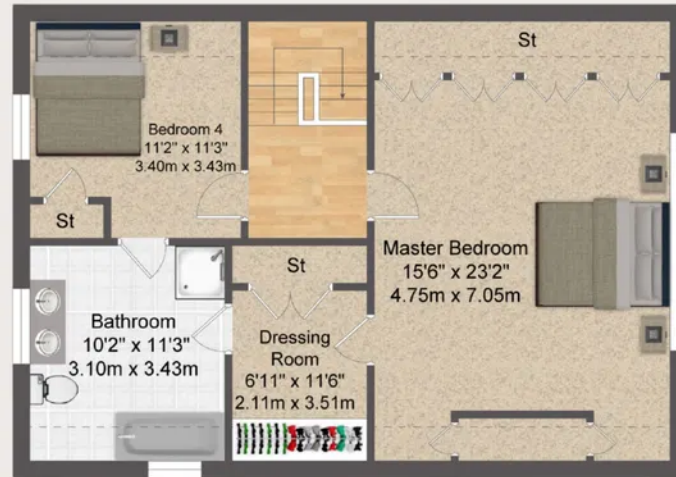 St
Bedroom 4
11'2" x 11'3"
3.40m x 3.43m
St
Master Bedroom
15'6" x 23'2"
4.75m x 7.05m
St
Bathroom
10'2" x 11'3"
3.10m x 3.43m
Dressing
Room
6'11" x 11'6"
2.11m x 3.51m